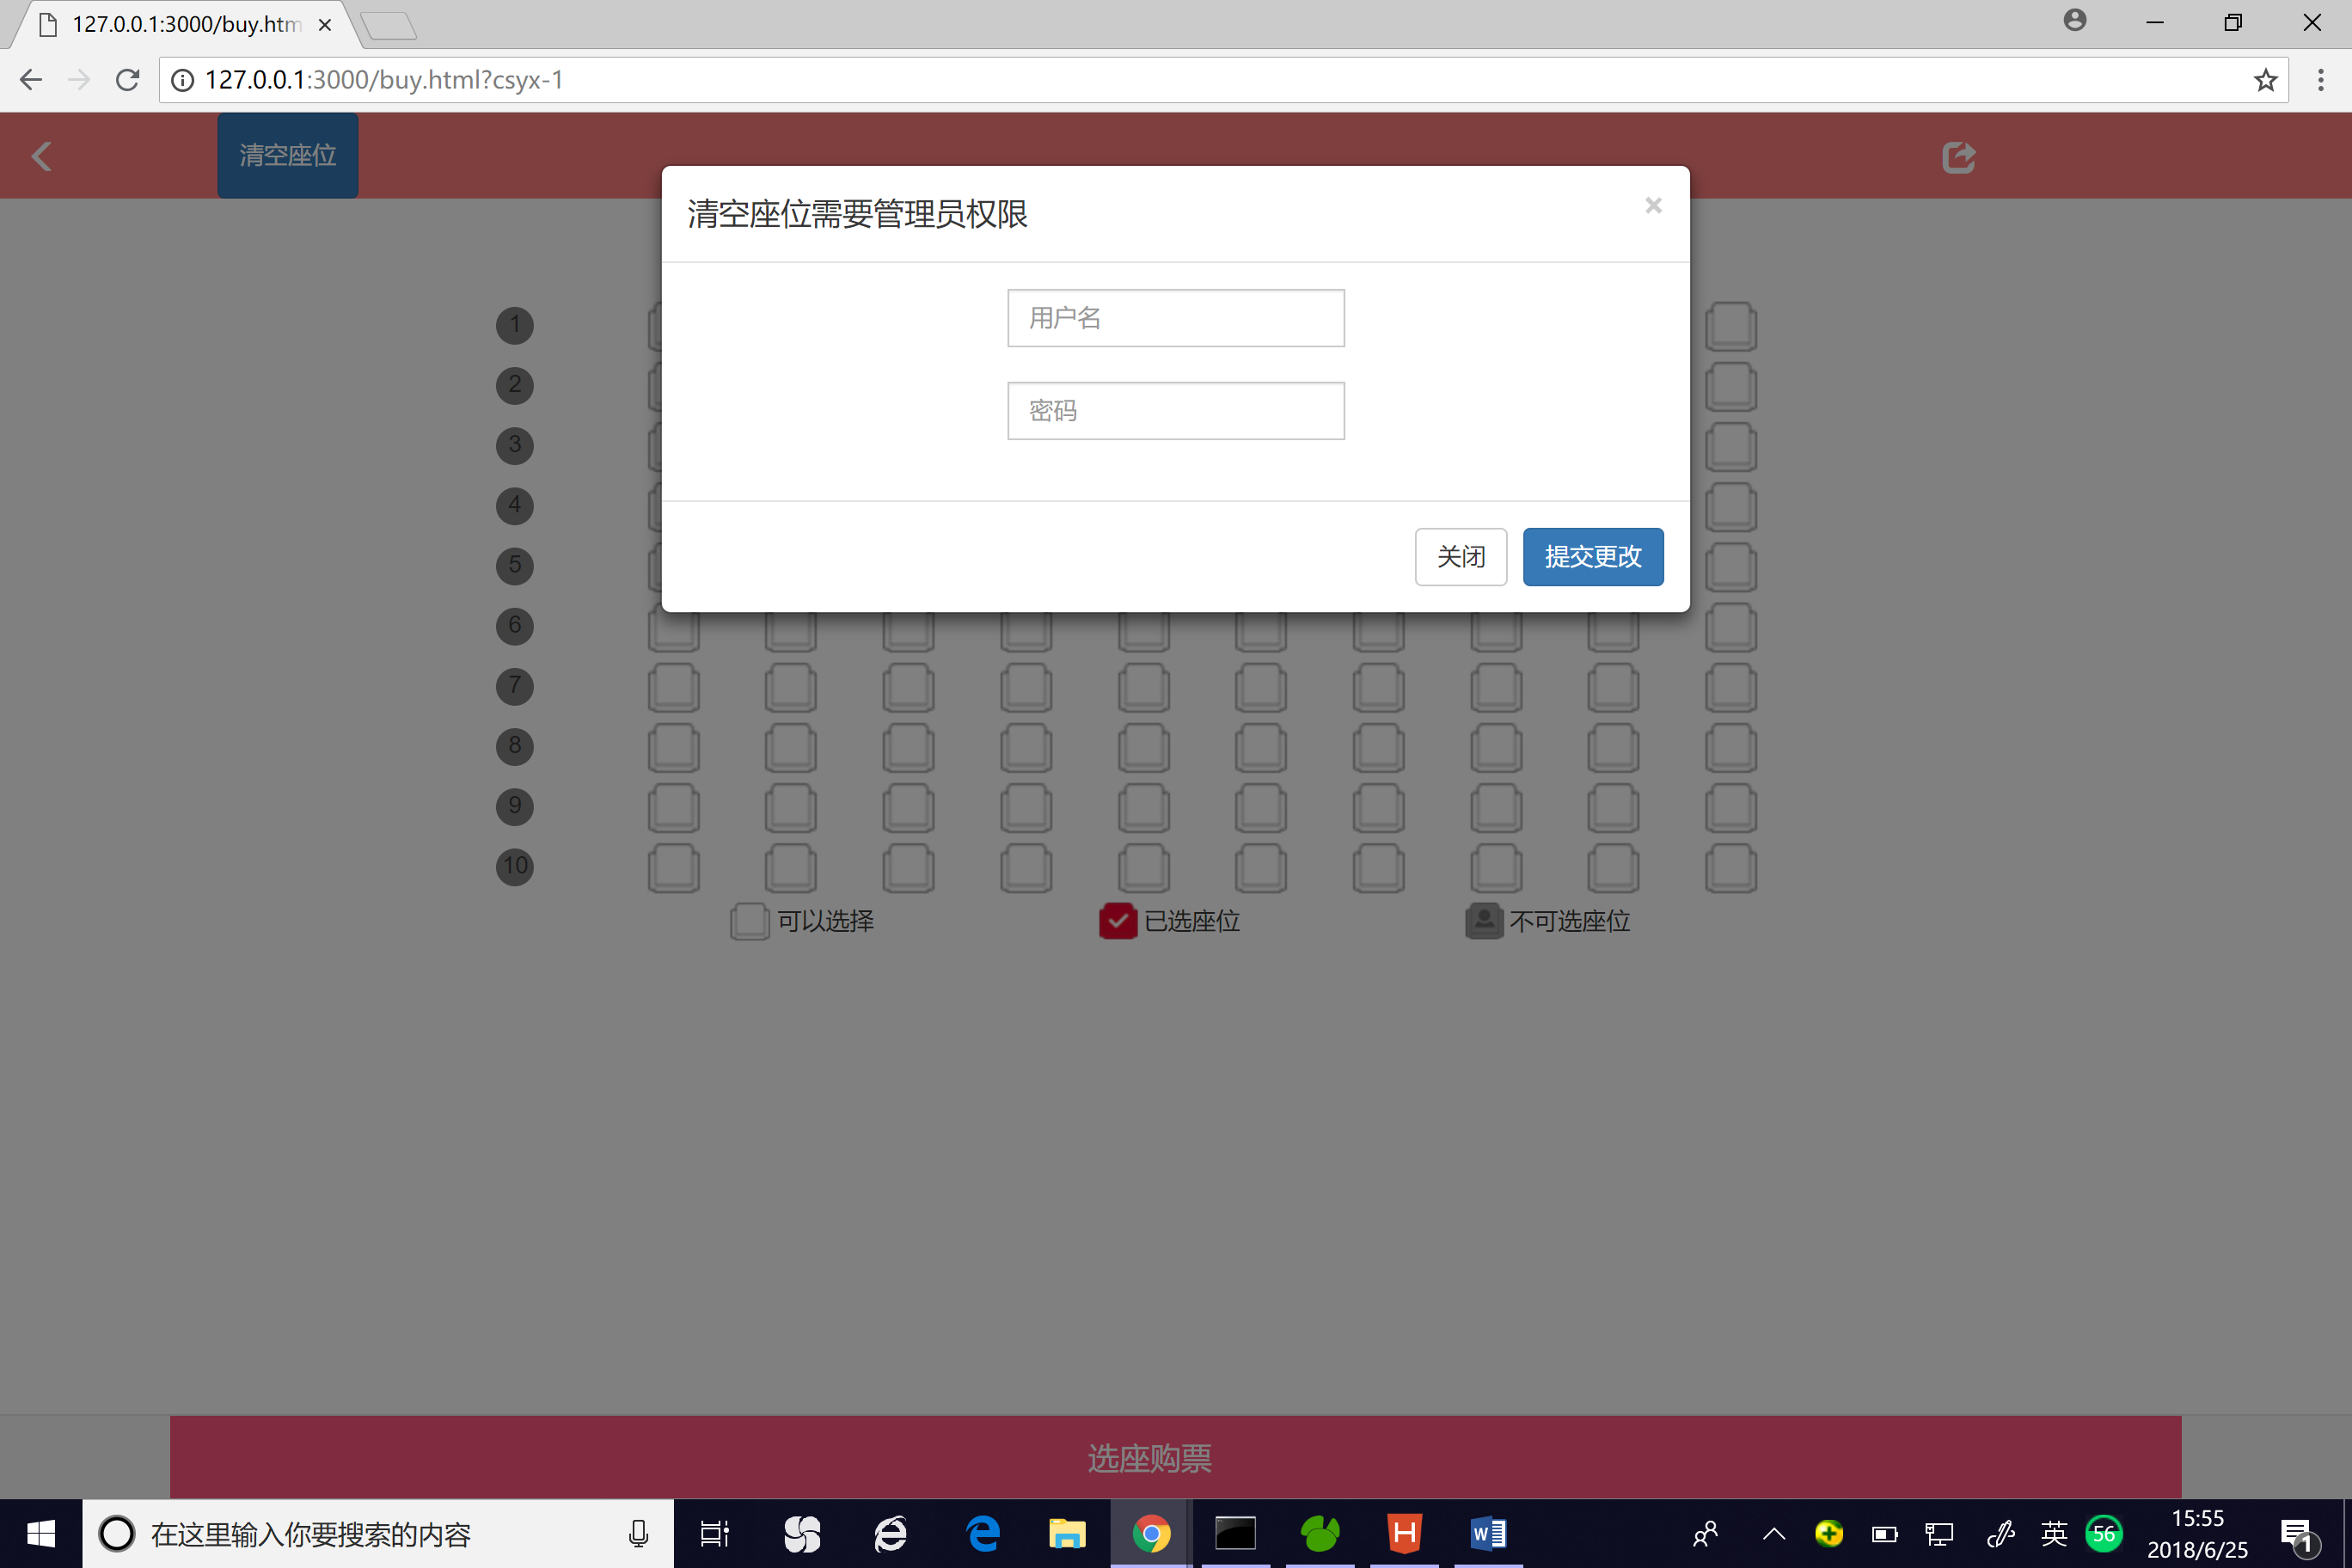 127.0.0.1:3000/buy.htm
127.0.0.1:3000/buy.html?csyx-1
清空座位
清空座位需要管理员权限
×
用户名
密码
关闭 提交更改
1
2
3
4
5
6
7
8
9
10
可以选择 已选座位 不可选座位
选座购票
在这里输入你要搜索的内容
英 56 15:55
2018/6/25
1